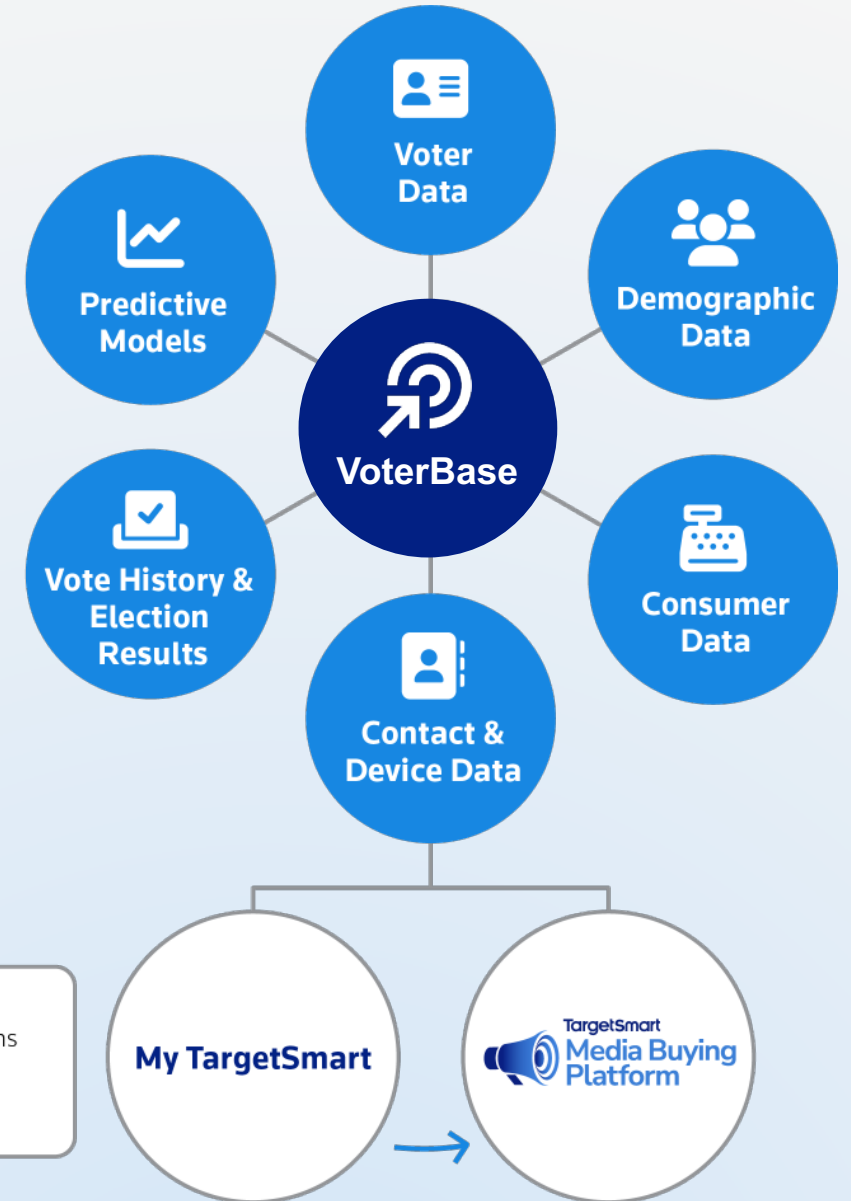 Voter
Data
Predictive
Models
Demographic
Data
VoterBase
Vote History &
Election
Results
Consumer
Data
Contact &
Device Data
My TargetSmart
TargetSmart
Media Buying
Platform